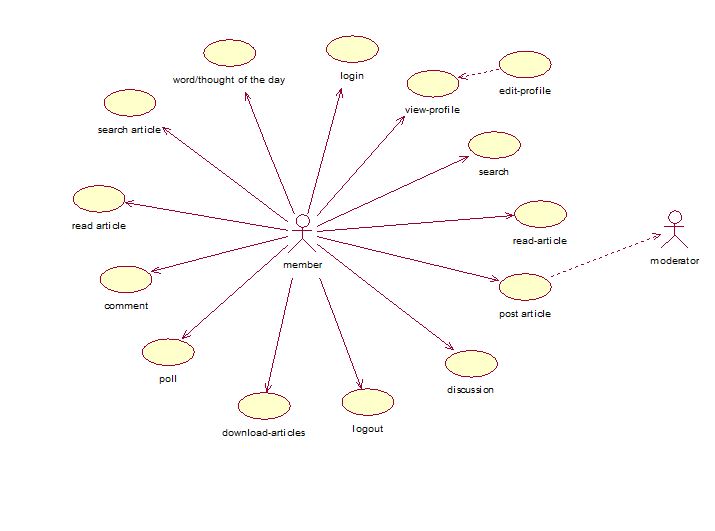 login
word/thought of the day
edit-profile
view-profile
search article
search
read article
read-article
moderator
member
comment
post article
poll
discussion
download-articles
logout